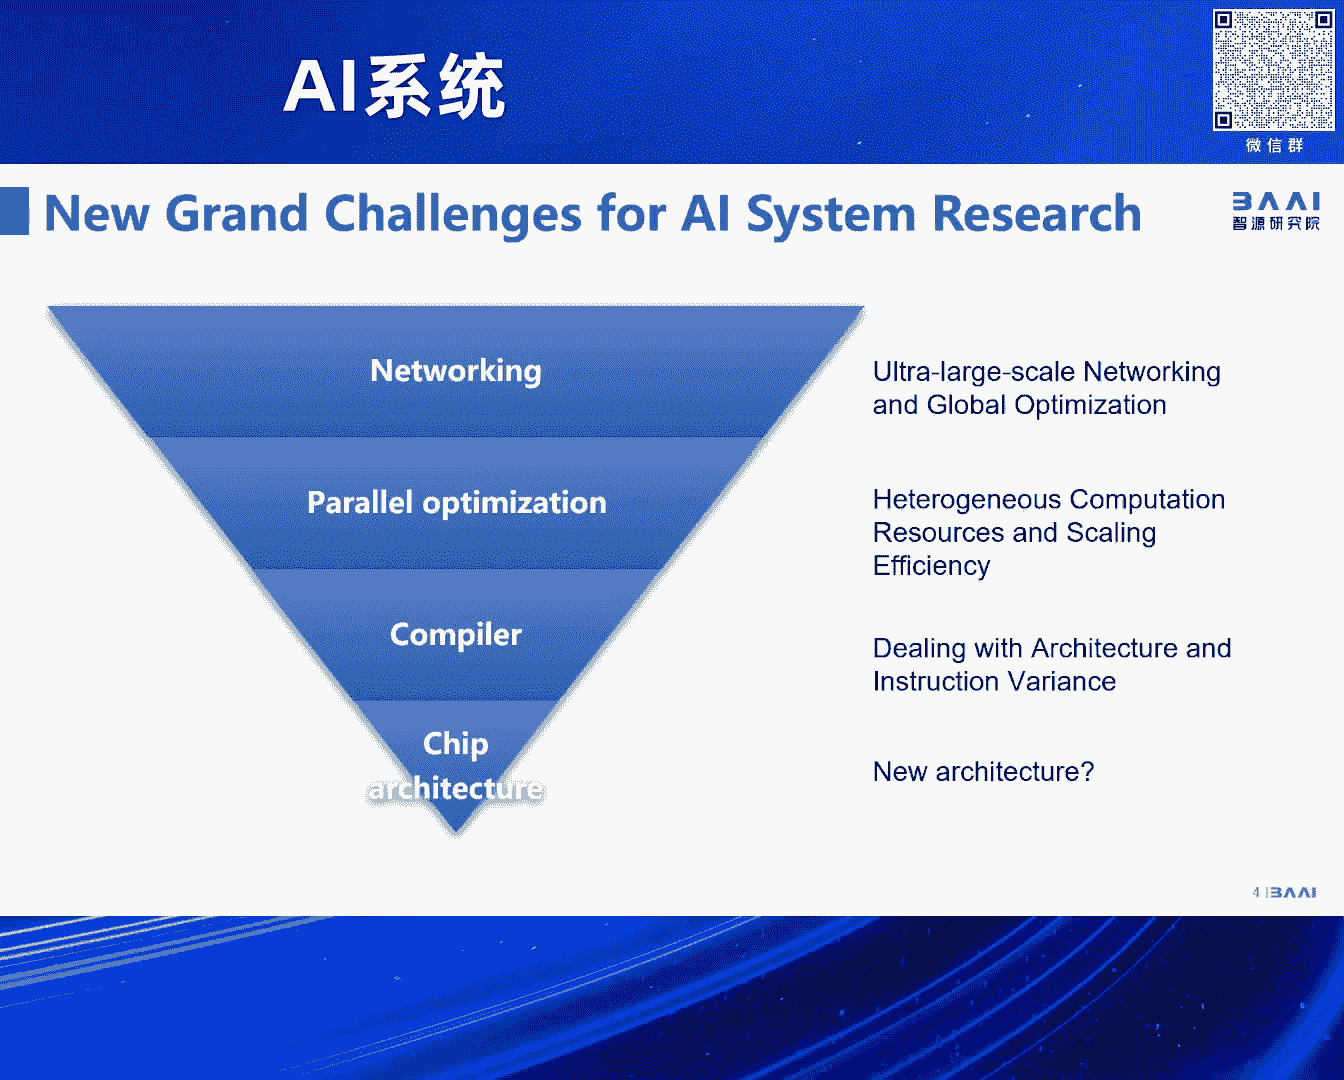 AI系统
微信群
New Grand Challenges for AI System Research
BAAI
智源研究院
Networking
Ultra-large-scale Networking
and Global Optimization
Parallel optimization
Heterogeneous Computation
Resources and Scaling
Efficiency
Compiler
Dealing with Architecture and
Instruction Variance
Chip
architecture
New architecture?
4 | BAAI